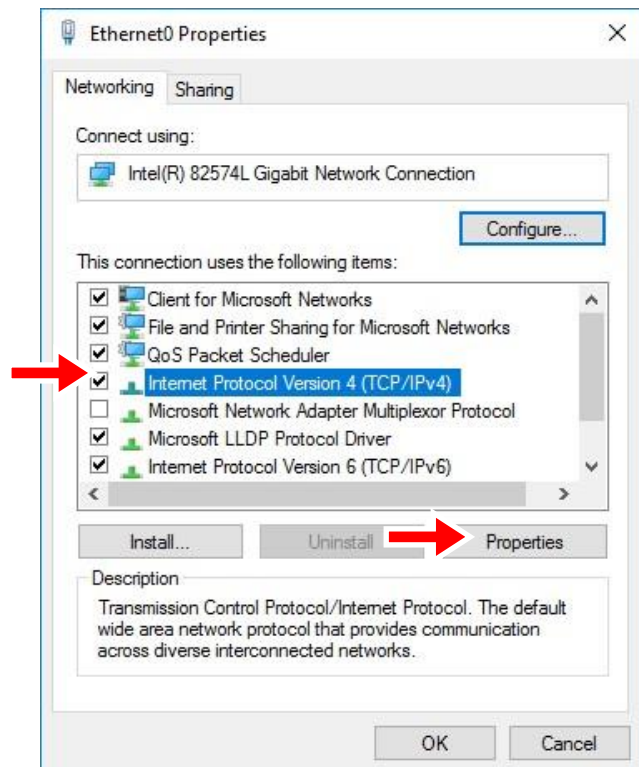 Ethernet0 Properties
Networking
Sharing
Connect using:
Intel(R) 82574L Gigabit Network Connection
Configure...
This connection uses the following items:
Client for Microsoft Networks
File and Printer Sharing for Microsoft Networks
QoS Packet Scheduler
Internet Protocol Version 4 (TCP/IPv4)
Microsoft Network Adapter Multiplexor Protocol
Microsoft LLDP Protocol Driver
Internet Protocol Version 6 (TCP/IPv6)
Install...
Uninstall
Properties
Description
Transmission Control Protocol/Internet Protocol. The default
wide area network protocol that provides communication
across diverse interconnected networks.
OK
Cancel